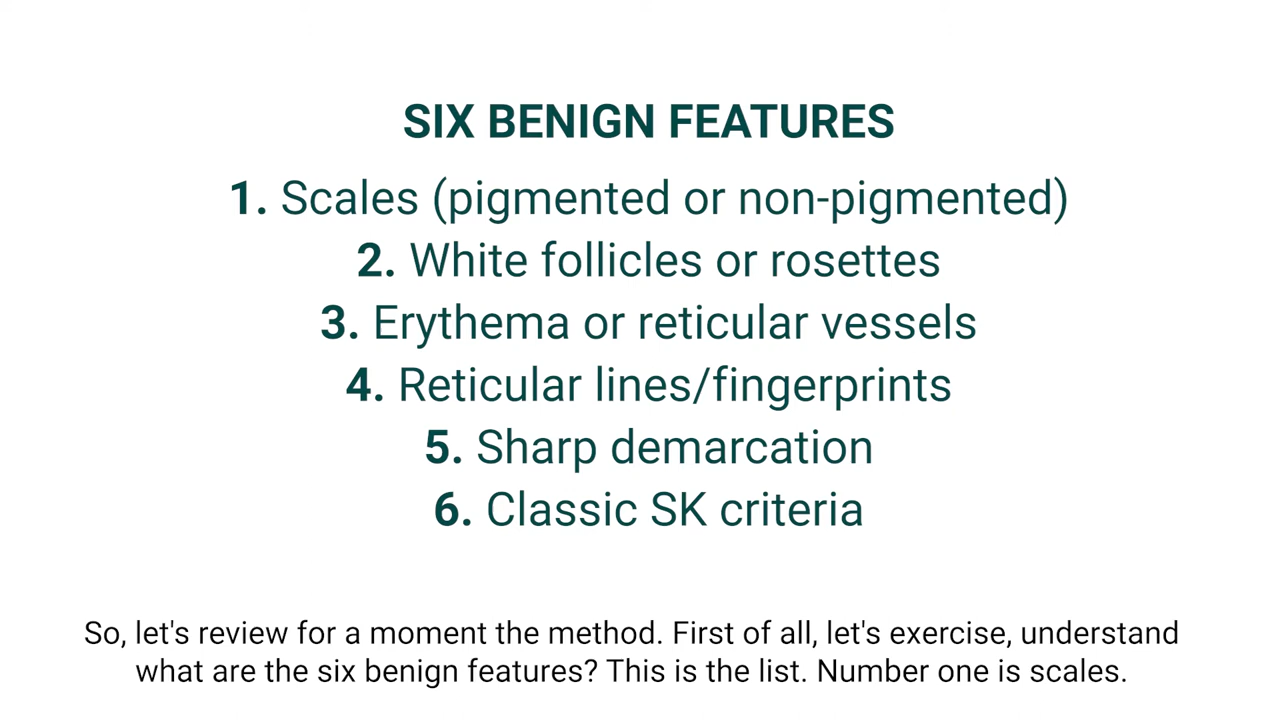 SIX BENIGN FEATURES
1. Scales (pigmented or non-pigmented)
2. White follicles or rosettes
3. Erythema or reticular vessels
4. Reticular lines/fingerprints
5. Sharp demarcation
6. Classic SK criteria
So, let's review for a moment the method. First of all, let's exercise, understand
what are the six benign features? This is the list. Number one is scales.